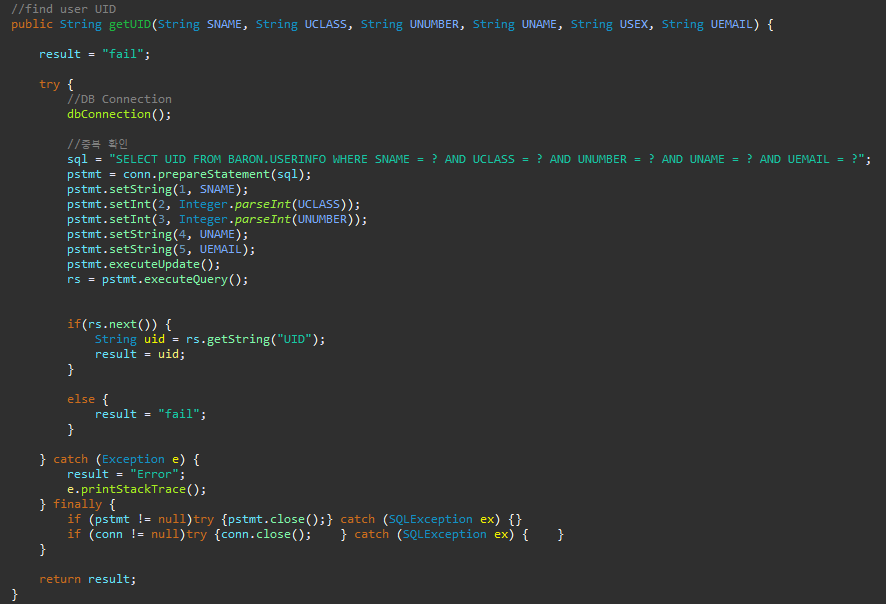 //find user UID
public String getUID(String SNAME, String UCLASS, String UNUMBER, String UNAME, String USEX, String UEMAIL) {
result = "fail";
try {
//DB Connection
dbConnection();
//중복 확인
sql = "SELECT UID FROM BARON.USERINFO WHERE SNAME = ? AND UCLASS = ? AND UNUMBER = ? AND UNAME = ? AND UEMAIL = ?";
pstmt = conn.prepareStatement(sql);
pstmt.setString(1, SNAME);
pstmt.setInt(2, Integer.parseInt(UCLASS));
pstmt.setInt(3, Integer.parseInt(UNUMBER));
pstmt.setString(4, UNAME);
pstmt.setString(5, UEMAIL);
pstmt.executeUpdate();
rs = pstmt.executeQuery();
if(rs.next()) {
String uid = rs.getString("UID");
result = uid;
}
else {
result = "fail";
}
} catch (Exception e) {
result = "Error";
e.printStackTrace();
} finally {
if (pstmt != null)try {pstmt.close();} catch (SQLException ex) {}
if (conn != null)try {conn.close();    } catch (SQLException ex) {    }
}
return result;
}